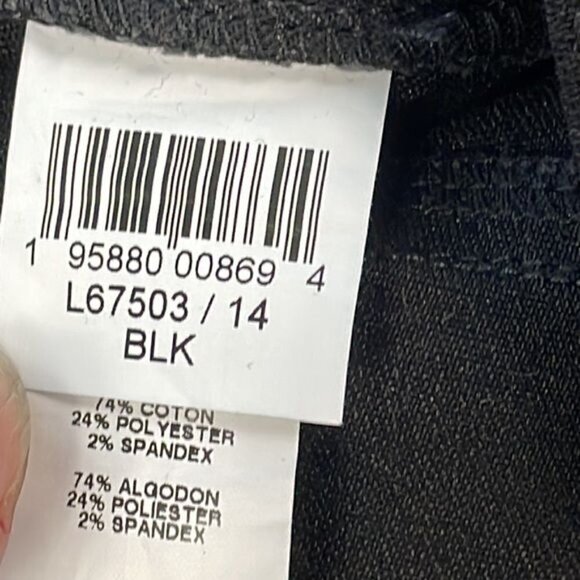 1 95880 00869 4
L67503 / 14
BLK
74% COTON
24% POLYESTER
2% SPANDEX
74% ALGODON
24% POLIESTER
2% SPANDEX